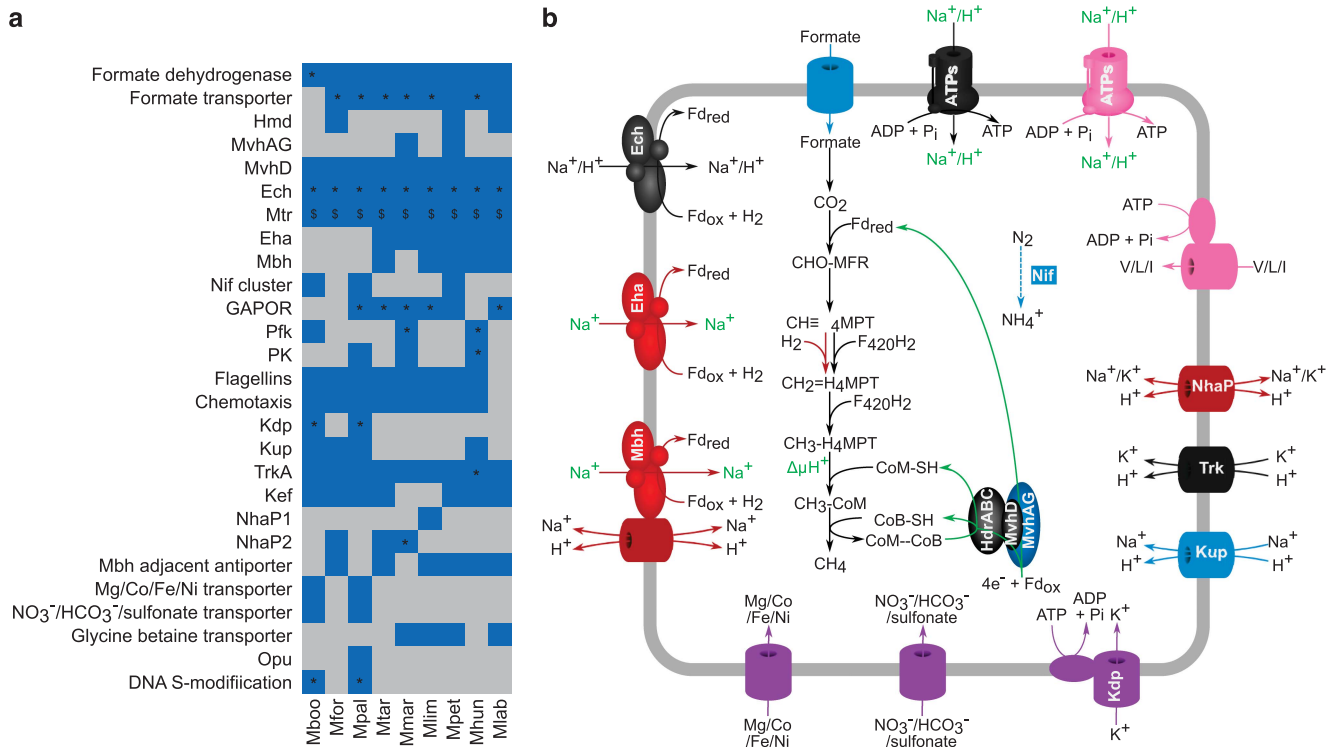 a
Formate dehydrogenase
*
Formate transporter
* * * * * *
Hmd
MvhAG
MvhD
Ech
* * * * * * * * *
Mtr
$ $ $ $ $ $ $ $ $
Eha
Mbh
Nif cluster
GAPOR
* * * * *
Pfk
* *
PK
*
Flagellins
Chemotaxis
Kdp
* *
Kup
TrkA
*
Kef
NhaP1
NhaP2
*
Mbh adjacent antiporter
Mg/Co/Fe/Ni transporter
NO3⁻/HCO3⁻/sulfonate transporter
Glycine betaine transporter
Opu
DNA S-modifiication
* *
Mboo
Mfor
Mpal
Mtar
Mmar
Mlim
Mpet
Mhun
Mlab
b
Formate
Formate
CO2
Fdred
CHO-MFR
CH≡ 4MPT
H2
F420H2
CH2=H4MPT
F420H2
CH3-H4MPT
ΔμH⁺
CoM-SH
CH3-CoM
CoB-SH
CoM--CoB
CH4
HdrABC
MvhD
MvhAG
4e⁻ + Fdox
N2
Nif
NH4⁺
Na⁺/H⁺
ATPs
ADP + Pi
ATP
Na⁺/H⁺
Na⁺/H⁺
ATPs
ADP + Pi
ATP
Na⁺/H⁺
Ech
Fdred
Na⁺/H⁺
Na⁺/H⁺
Fdox + H2
Eha
Fdred
Na⁺
Na⁺
Fdox + H2
Mbh
Fdred
Na⁺
Na⁺
Fdox + H2
Na⁺
Na⁺
H⁺
H⁺
ATP
ADP + Pi
V/L/I
V/L/I
Na⁺/K⁺
NhaP
Na⁺/K⁺
H⁺
H⁺
K⁺
Trk
K⁺
H⁺
H⁺
Na⁺
Kup
Na⁺
H⁺
H⁺
Mg/Co
/Fe/Ni
Mg/Co
/Fe/Ni
NO3⁻/HCO3⁻
/sulfonate
NO3⁻/HCO3⁻
/sulfonate
ATP
ADP
+ Pi
K⁺
Kdp
K⁺